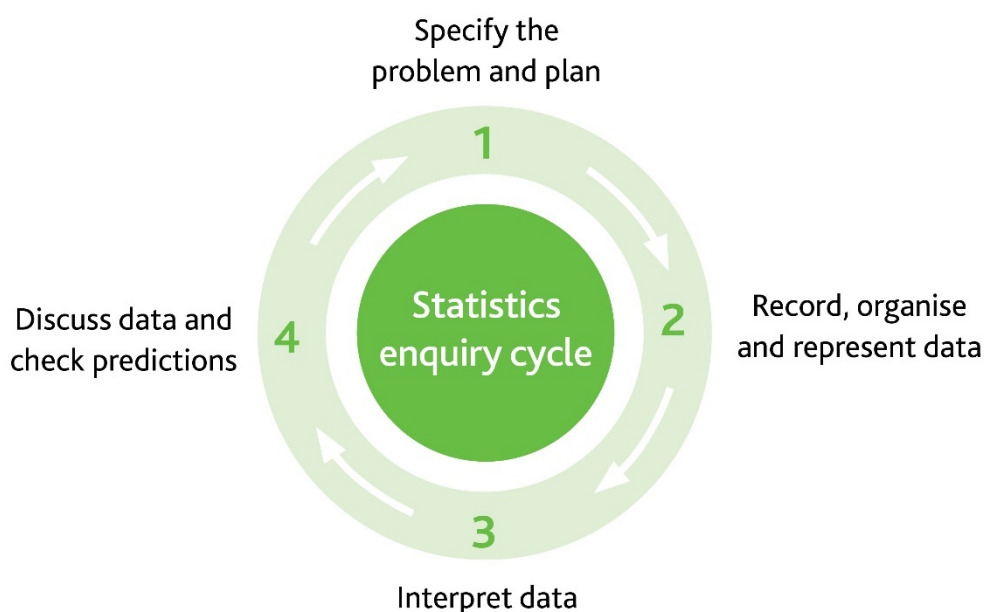 Specify the
problem and plan
1
2
Record, organise
and represent data
3
Interpret data
4
Discuss data and
check predictions
Statistics
enquiry cycle